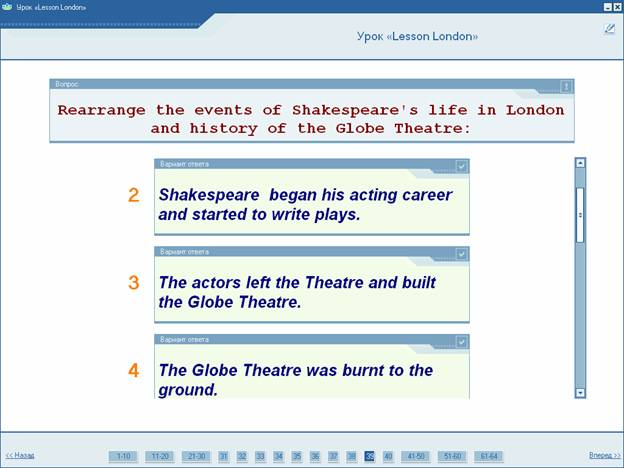 Урок «Lesson London»
Урок «Lesson London»
Вопрос
Rearrange the events of Shakespeare's life in London
and history of the Globe Theatre:
Вариант ответа
2
Shakespeare began his acting career
and started to write plays.
Вариант ответа
3
The actors left the Theatre and built
the Globe Theatre.
Вариант ответа
4
The Globe Theatre was burnt to the
ground.
<< Назад 1-10 11-20 21-30 31 32 33 34 35 36 37 38 39 40 41-50 51-60 61-64 Вперед >>